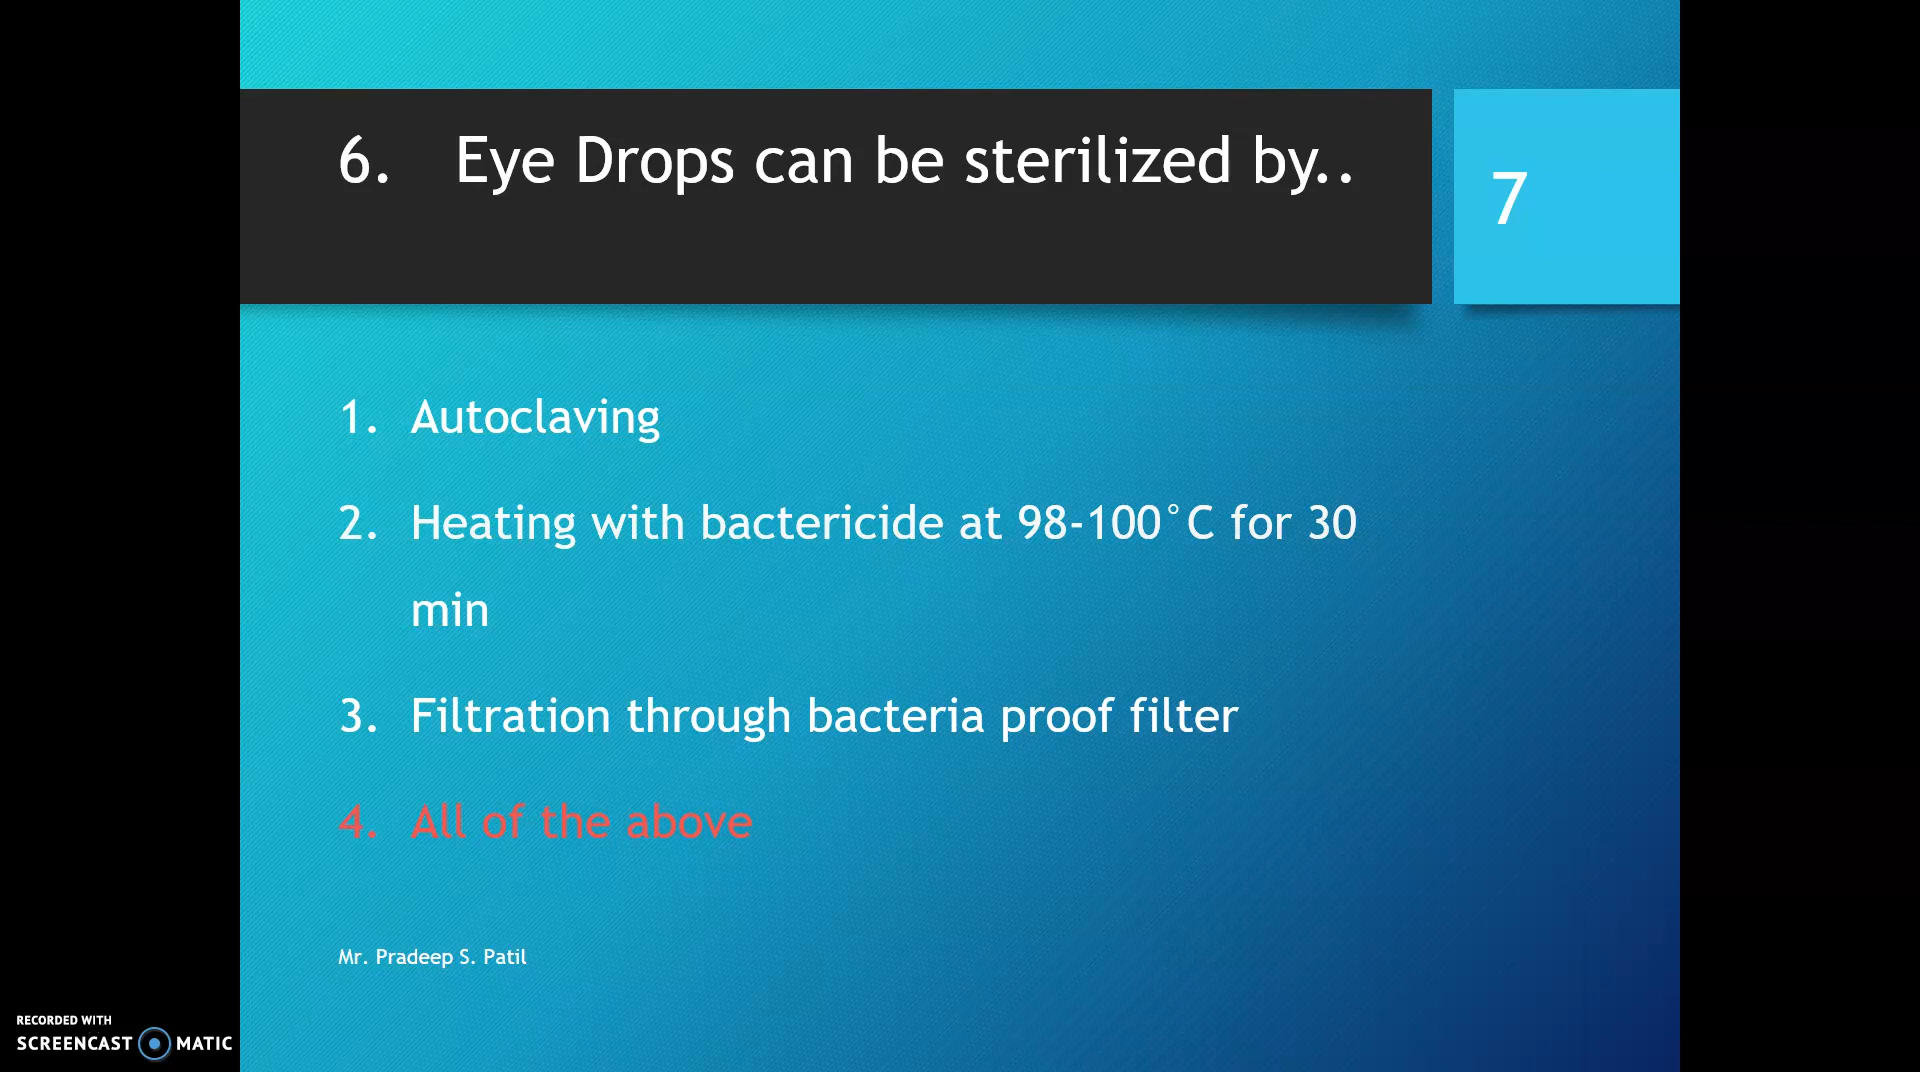 6. Eye Drops can be sterilized by..
7
1. Autoclaving
2. Heating with bactericide at 98-100°C for 30
min
3. Filtration through bacteria proof filter
4. All of the above
Mr. Pradeep S. Patil
RECORDED WITH
SCREENCAST MATIC